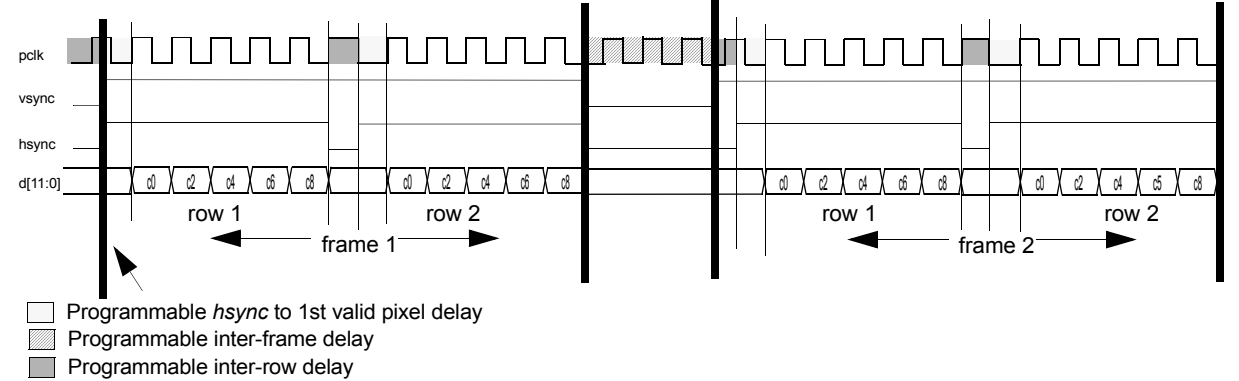 pclk
vsync
hsync
d[11:0] c0 c2 c4 c6 c8 c0 c2 c4 c6 c8 c0 c2 c4 c6 c8 c0 c2 c4 c5 c8
row 1 row 2 row 1 row 2
frame 1 frame 2
Programmable hsync to 1st valid pixel delay
Programmable inter-frame delay
Programmable inter-row delay